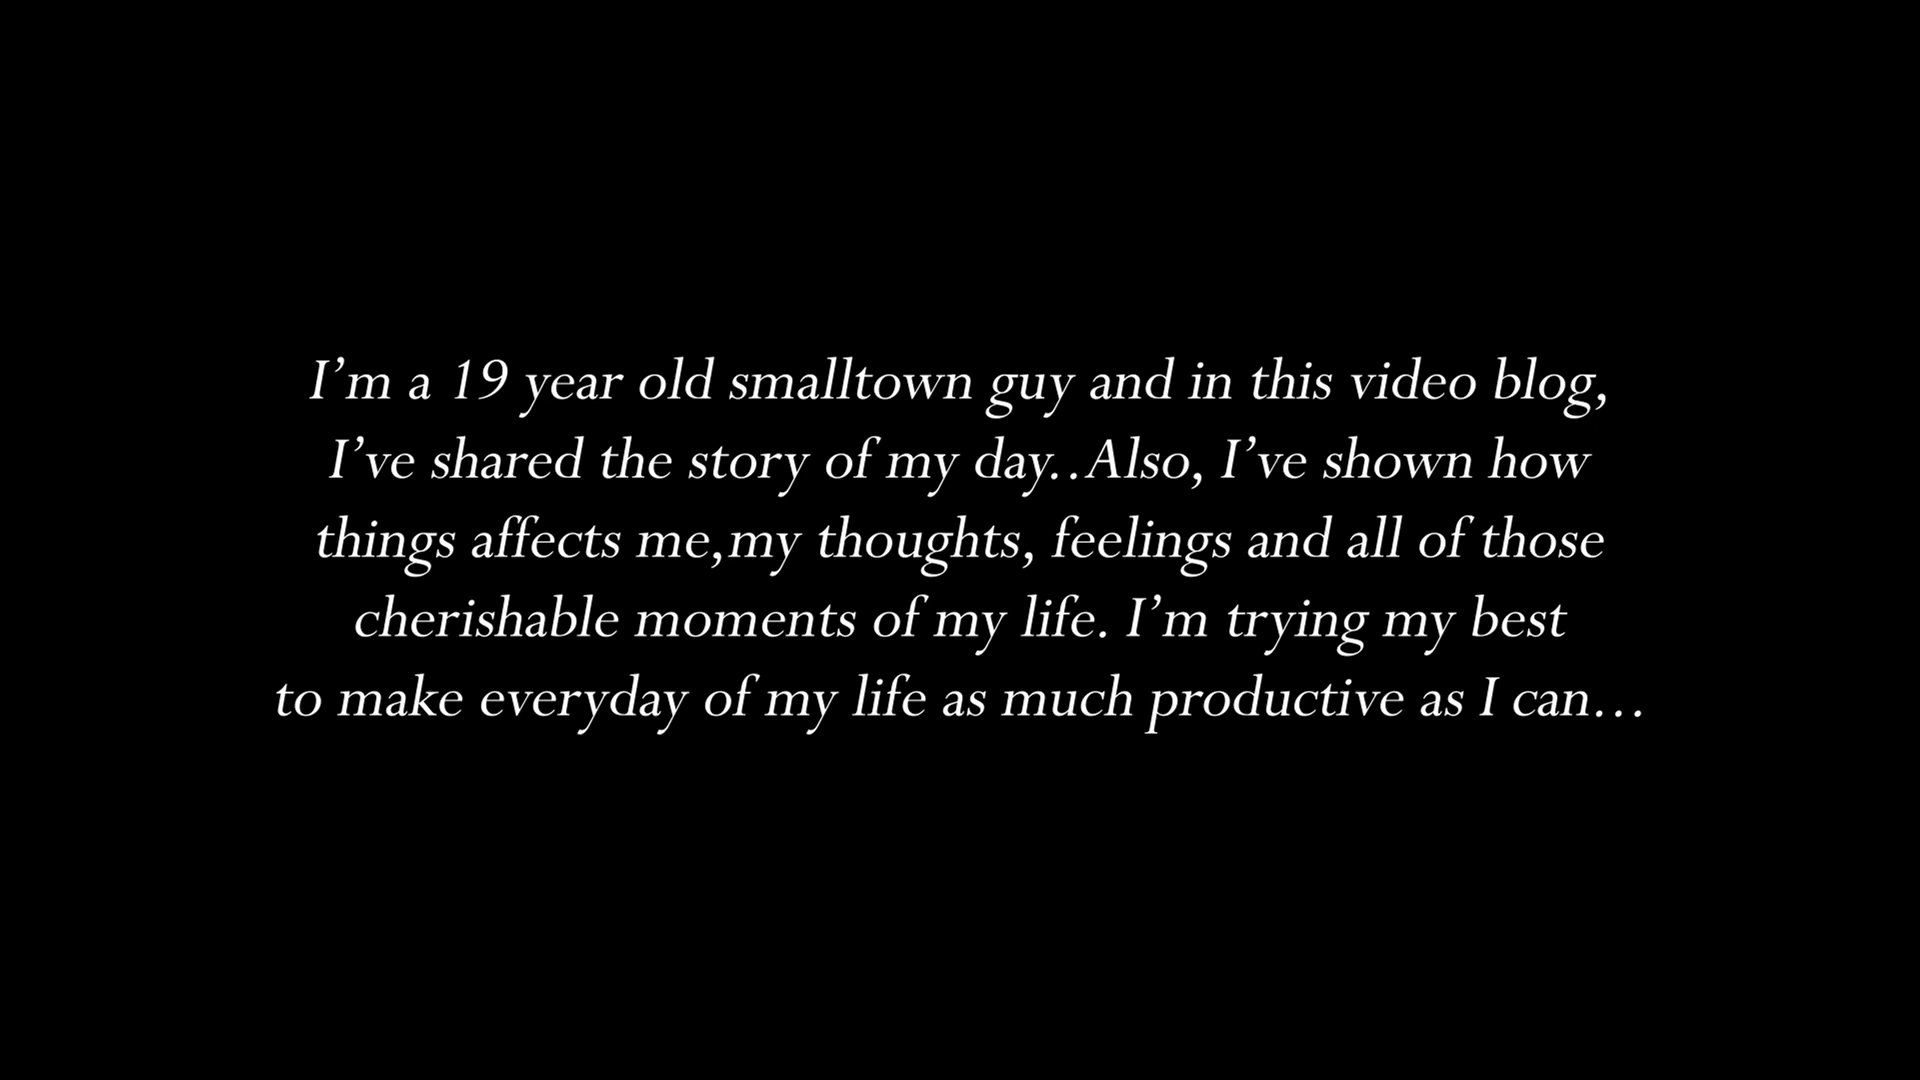 I’m a 19 year old smalltown guy and in this video blog,
I’ve shared the story of my day..Also, I’ve shown how
things affects me,my thoughts, feelings and all of those
cherishable moments of my life. I’m trying my best
to make everyday of my life as much productive as I can...